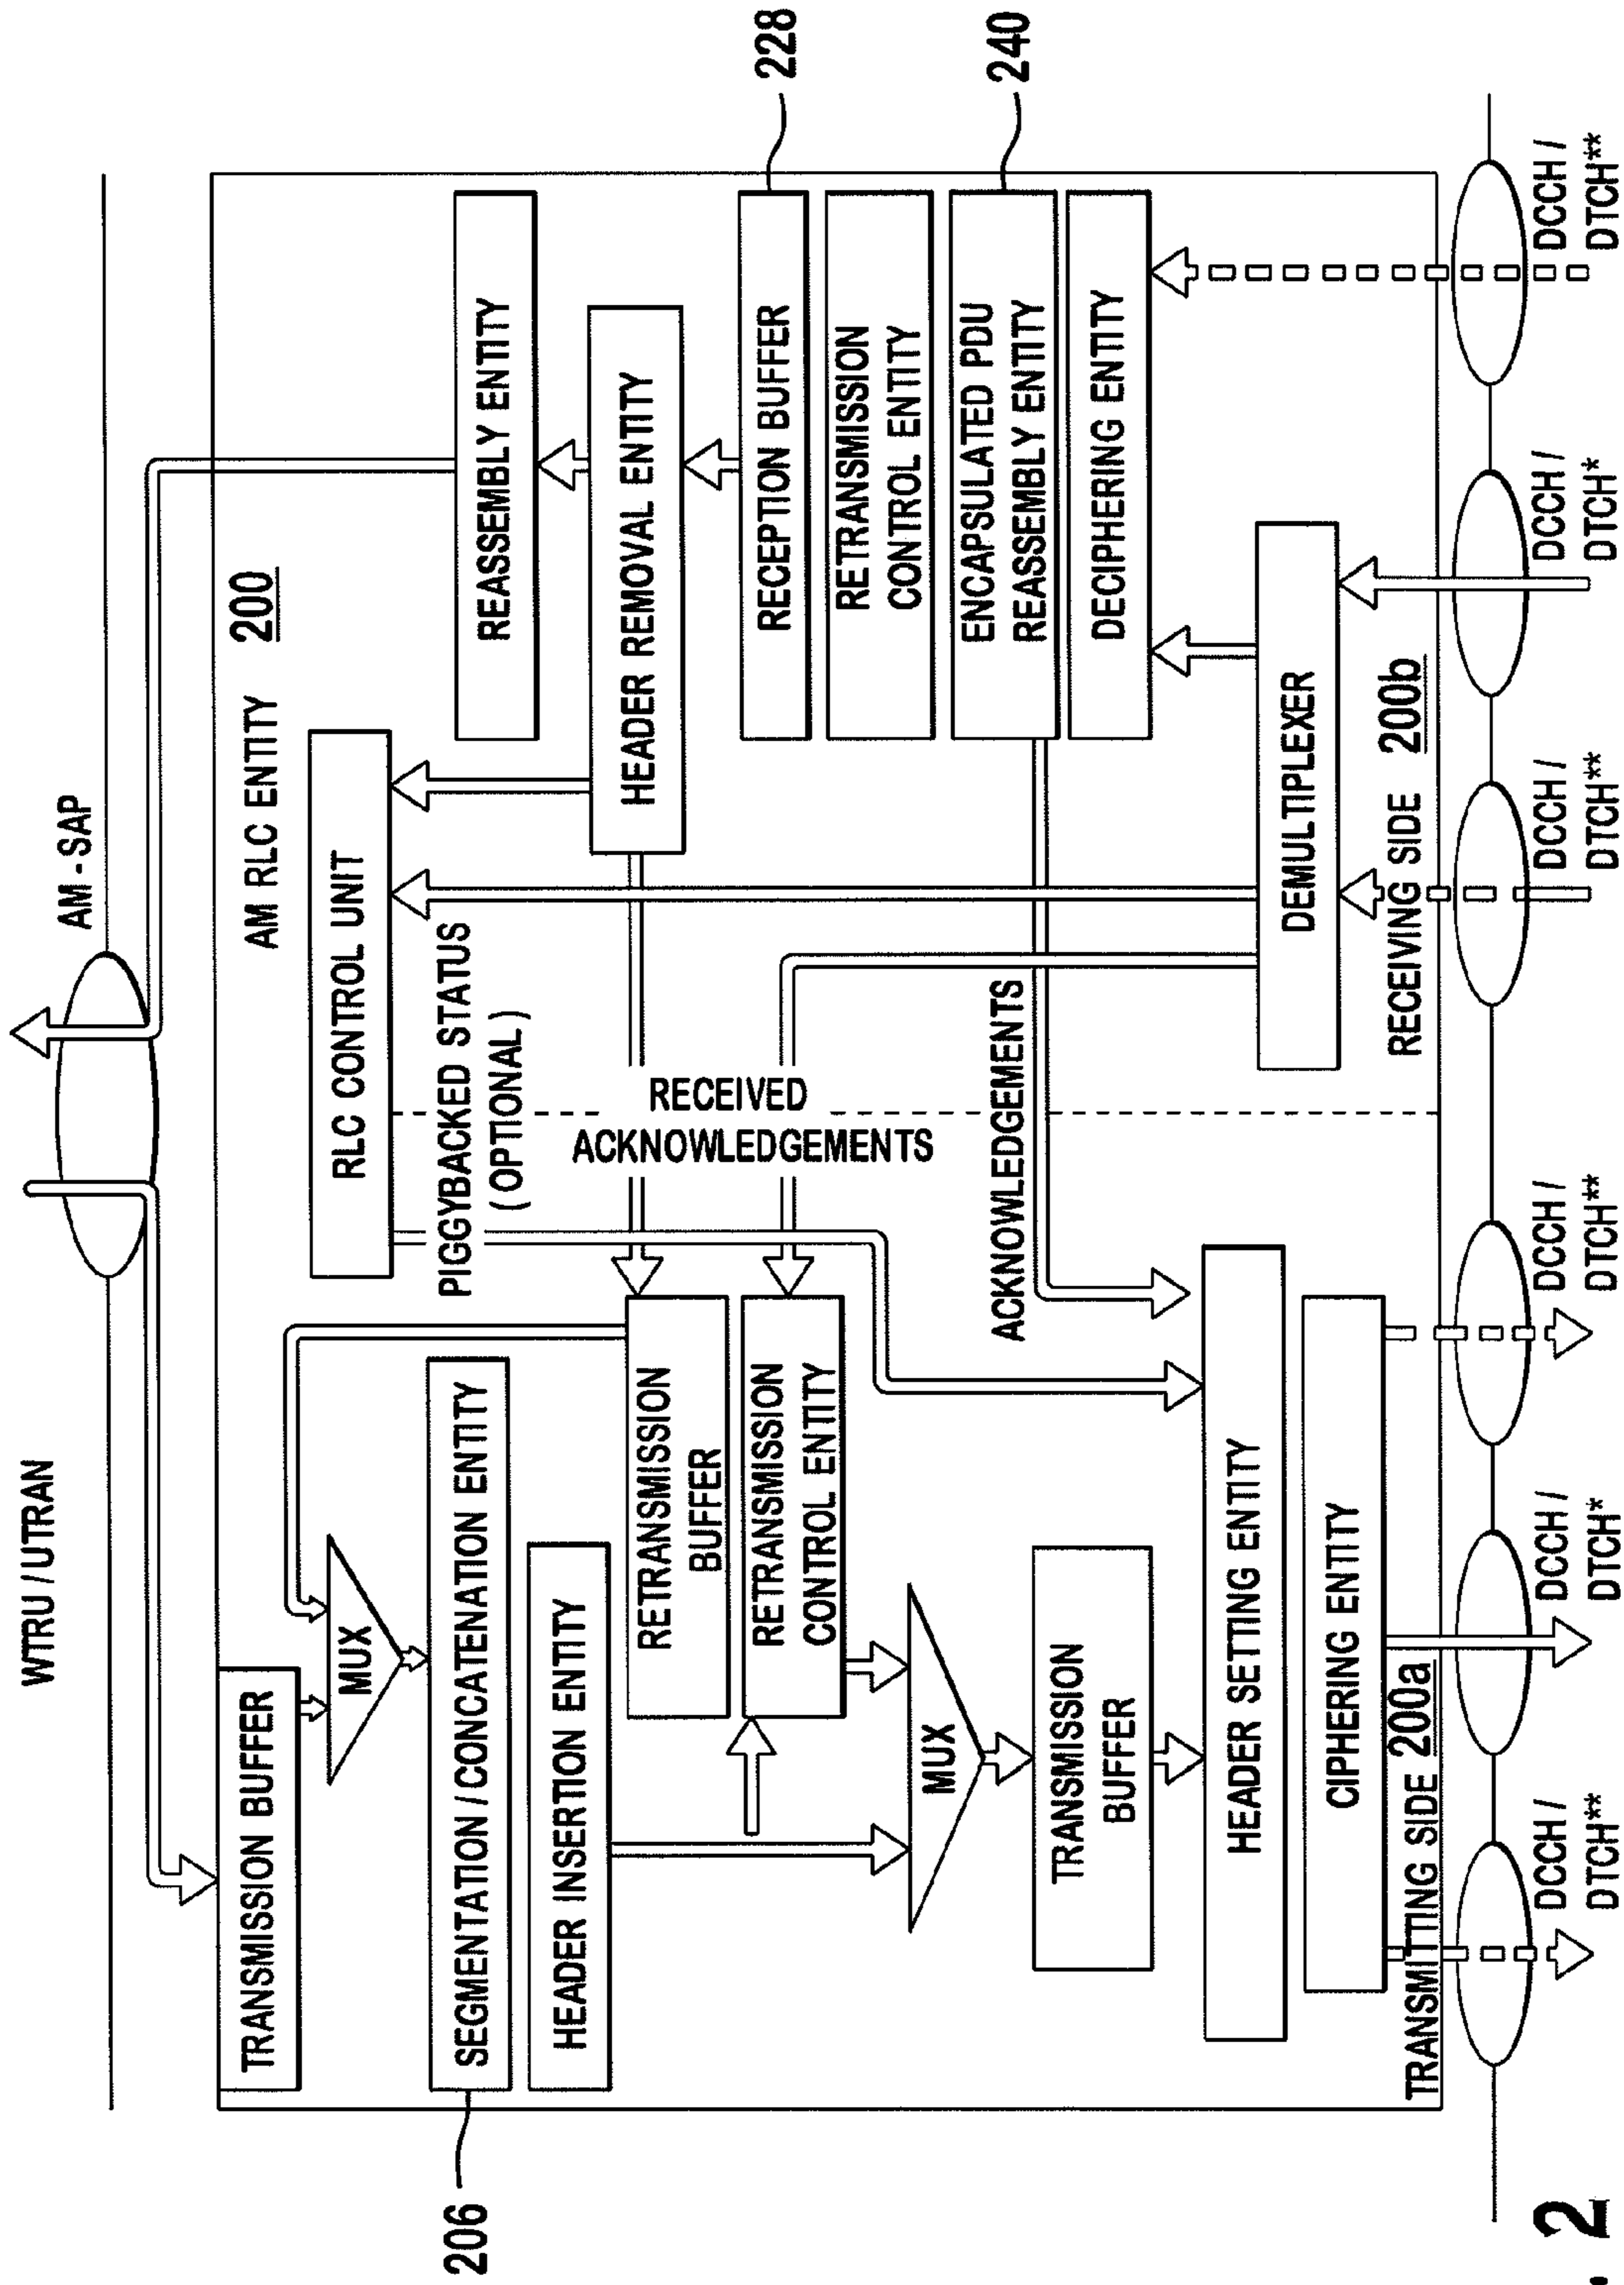 WTRU / UTRAN
AM - SAP
AM RLC ENTITY 200
TRANSMISSION BUFFER
MUX
SEGMENTATION / CONCATENATION ENTITY
206
HEADER INSERTION ENTITY
RETRANSMISSION
BUFFER
RETRANSMISSION
CONTROL ENTITY
MUX
TRANSMISSION
BUFFER
HEADER SETTING ENTITY
CIPHERING ENTITY
TRANSMITTING SIDE 200a
RLC CONTROL UNIT
PIGGYBACKED STATUS
( OPTIONAL )
RECEIVED
ACKNOWLEDGEMENTS
ACKNOWLEDGEMENTS
REASSEMBLY ENTITY
HEADER REMOVAL ENTITY
RECEPTION BUFFER
228
RETRANSMISSION
CONTROL ENTITY
ENCAPSULATED PDU
REASSEMBLY ENTITY
240
DECIPHERING ENTITY
DEMULTIPLEXER
RECEIVING SIDE 200b
DCCH /
DTCH**
DCCH /
DTCH*
DCCH /
DTCH**
DCCH /
DTCH**
DCCH /
DTCH*
DCCH /
DTCH**
2